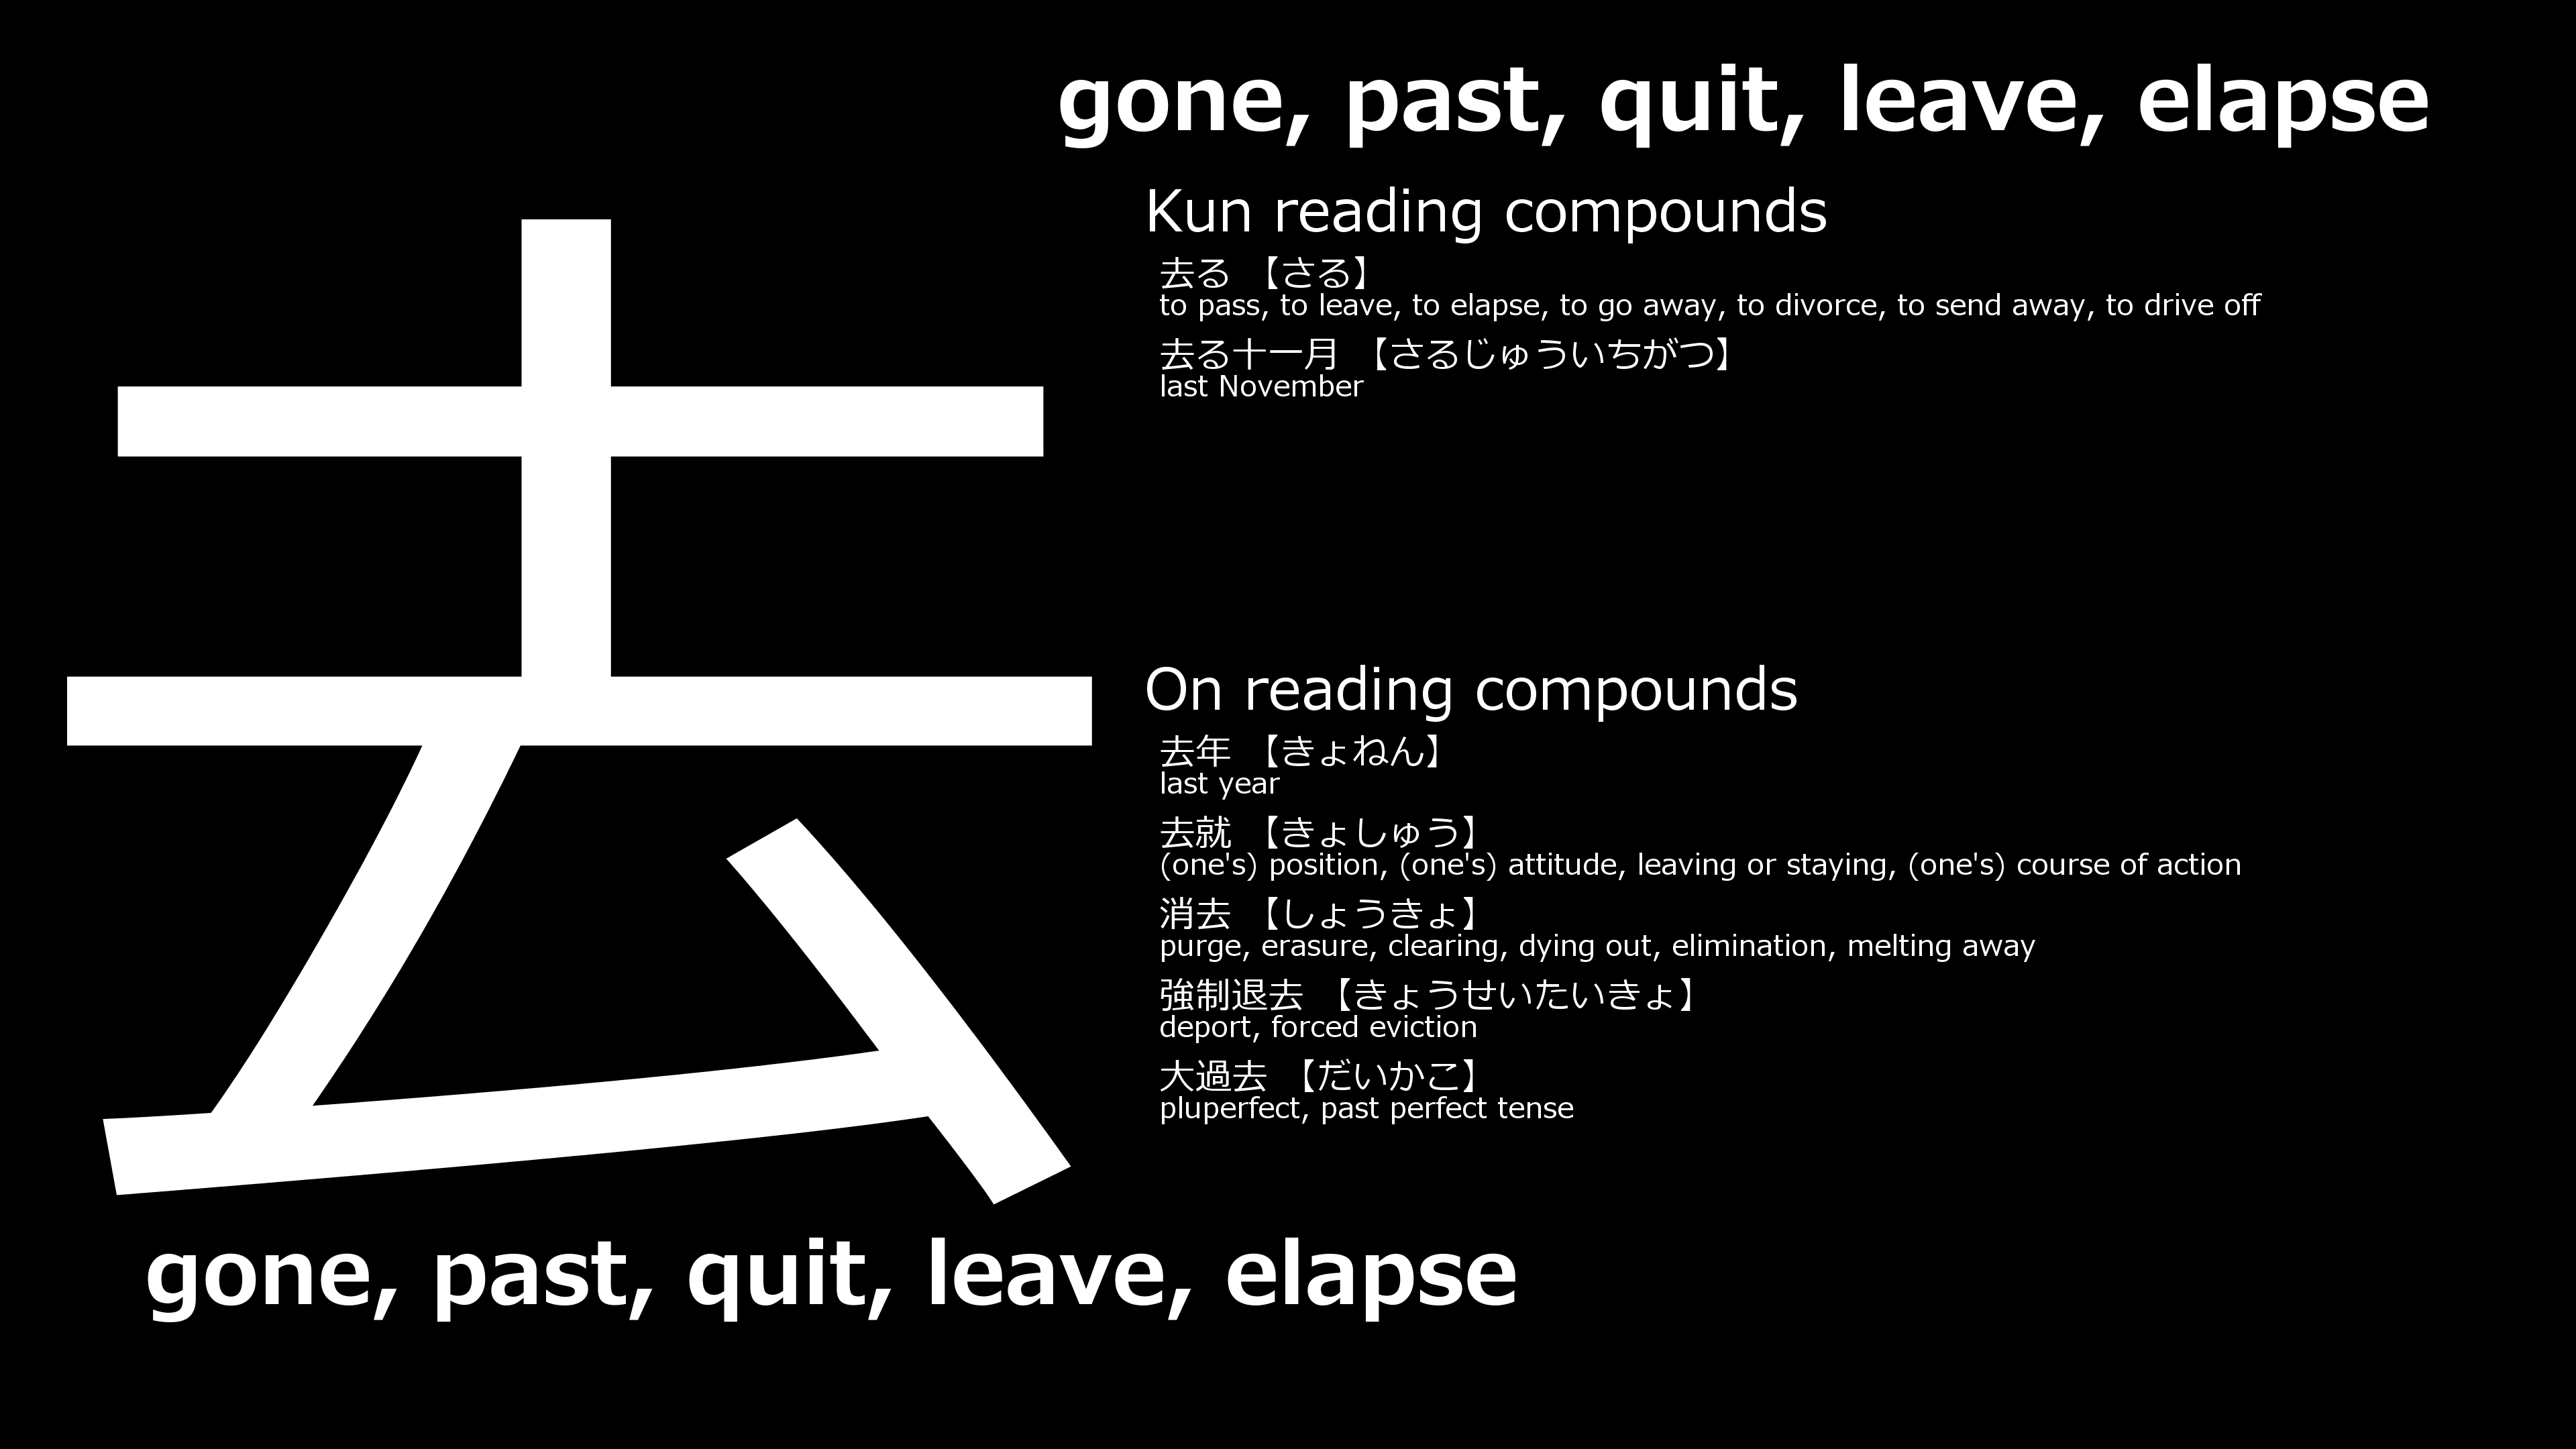 去
gone, past, quit, leave, elapse
gone, past, quit, leave, elapse
Kun reading compounds
去る 【さる】
to pass, to leave, to elapse, to go away, to divorce, to send away, to drive off
去る十一月 【さるじゅういちがつ】
last November
On reading compounds
去年 【きょねん】
last year
去就 【きょしゅう】
(one's) position, (one's) attitude, leaving or staying, (one's) course of action
消去 【しょうきょ】
purge, erasure, clearing, dying out, elimination, melting away
強制退去 【きょうせいたいきょ】
deport, forced eviction
大過去 【だいかこ】
pluperfect, past perfect tense